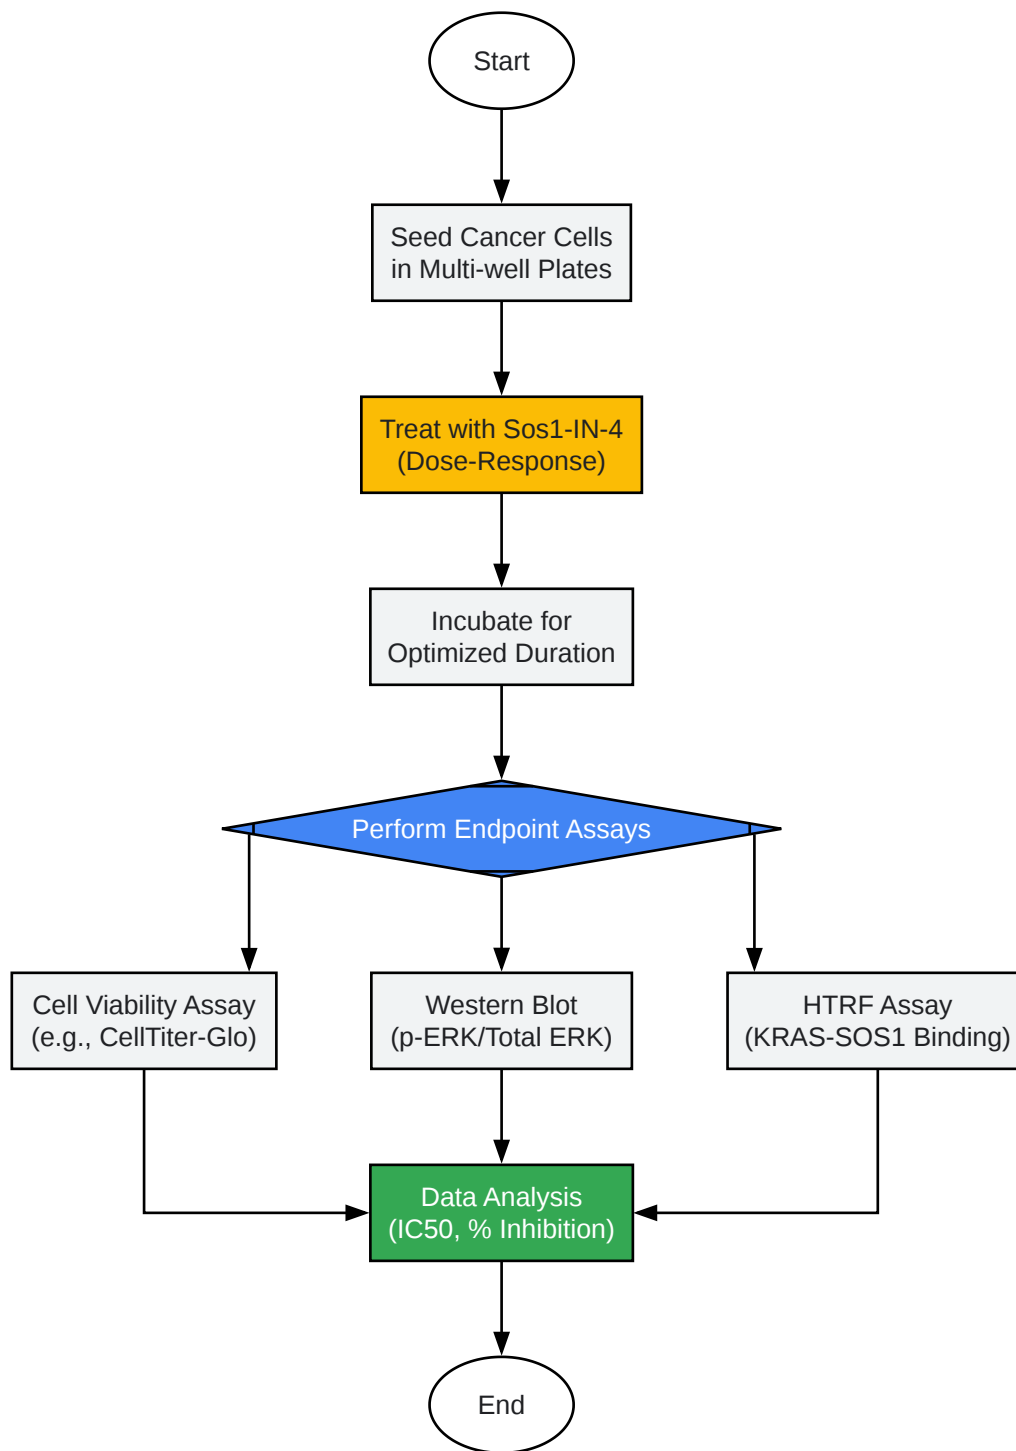 Start
Seed Cancer Cells
in Multi-well Plates
Treat with Sos1-IN-4
(Dose-Response)
Incubate for
Optimized Duration
Perform Endpoint Assays
Cell Viability Assay
(e.g., CellTiter-Glo)
Western Blot
(p-ERK/Total ERK)
HTRF Assay
(KRAS-SOS1 Binding)
Data Analysis
(IC50, % Inhibition)
End